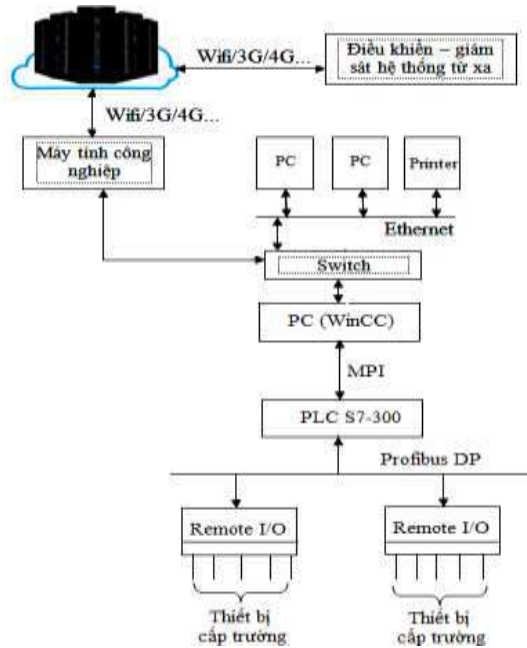 Wifi/3G/4G...
Điều khiển – giám
sát hệ thống từ xa
Wifi/3G/4G...
Máy tính công
nghiệp
PC
PC
Printer
Ethernet
Switch
PC (WinCC)
MPI
PLC S7-300
Profibus DP
Remote I/O
Remote I/O
Thiết bị
cấp trường
Thiết bị
cấp trường